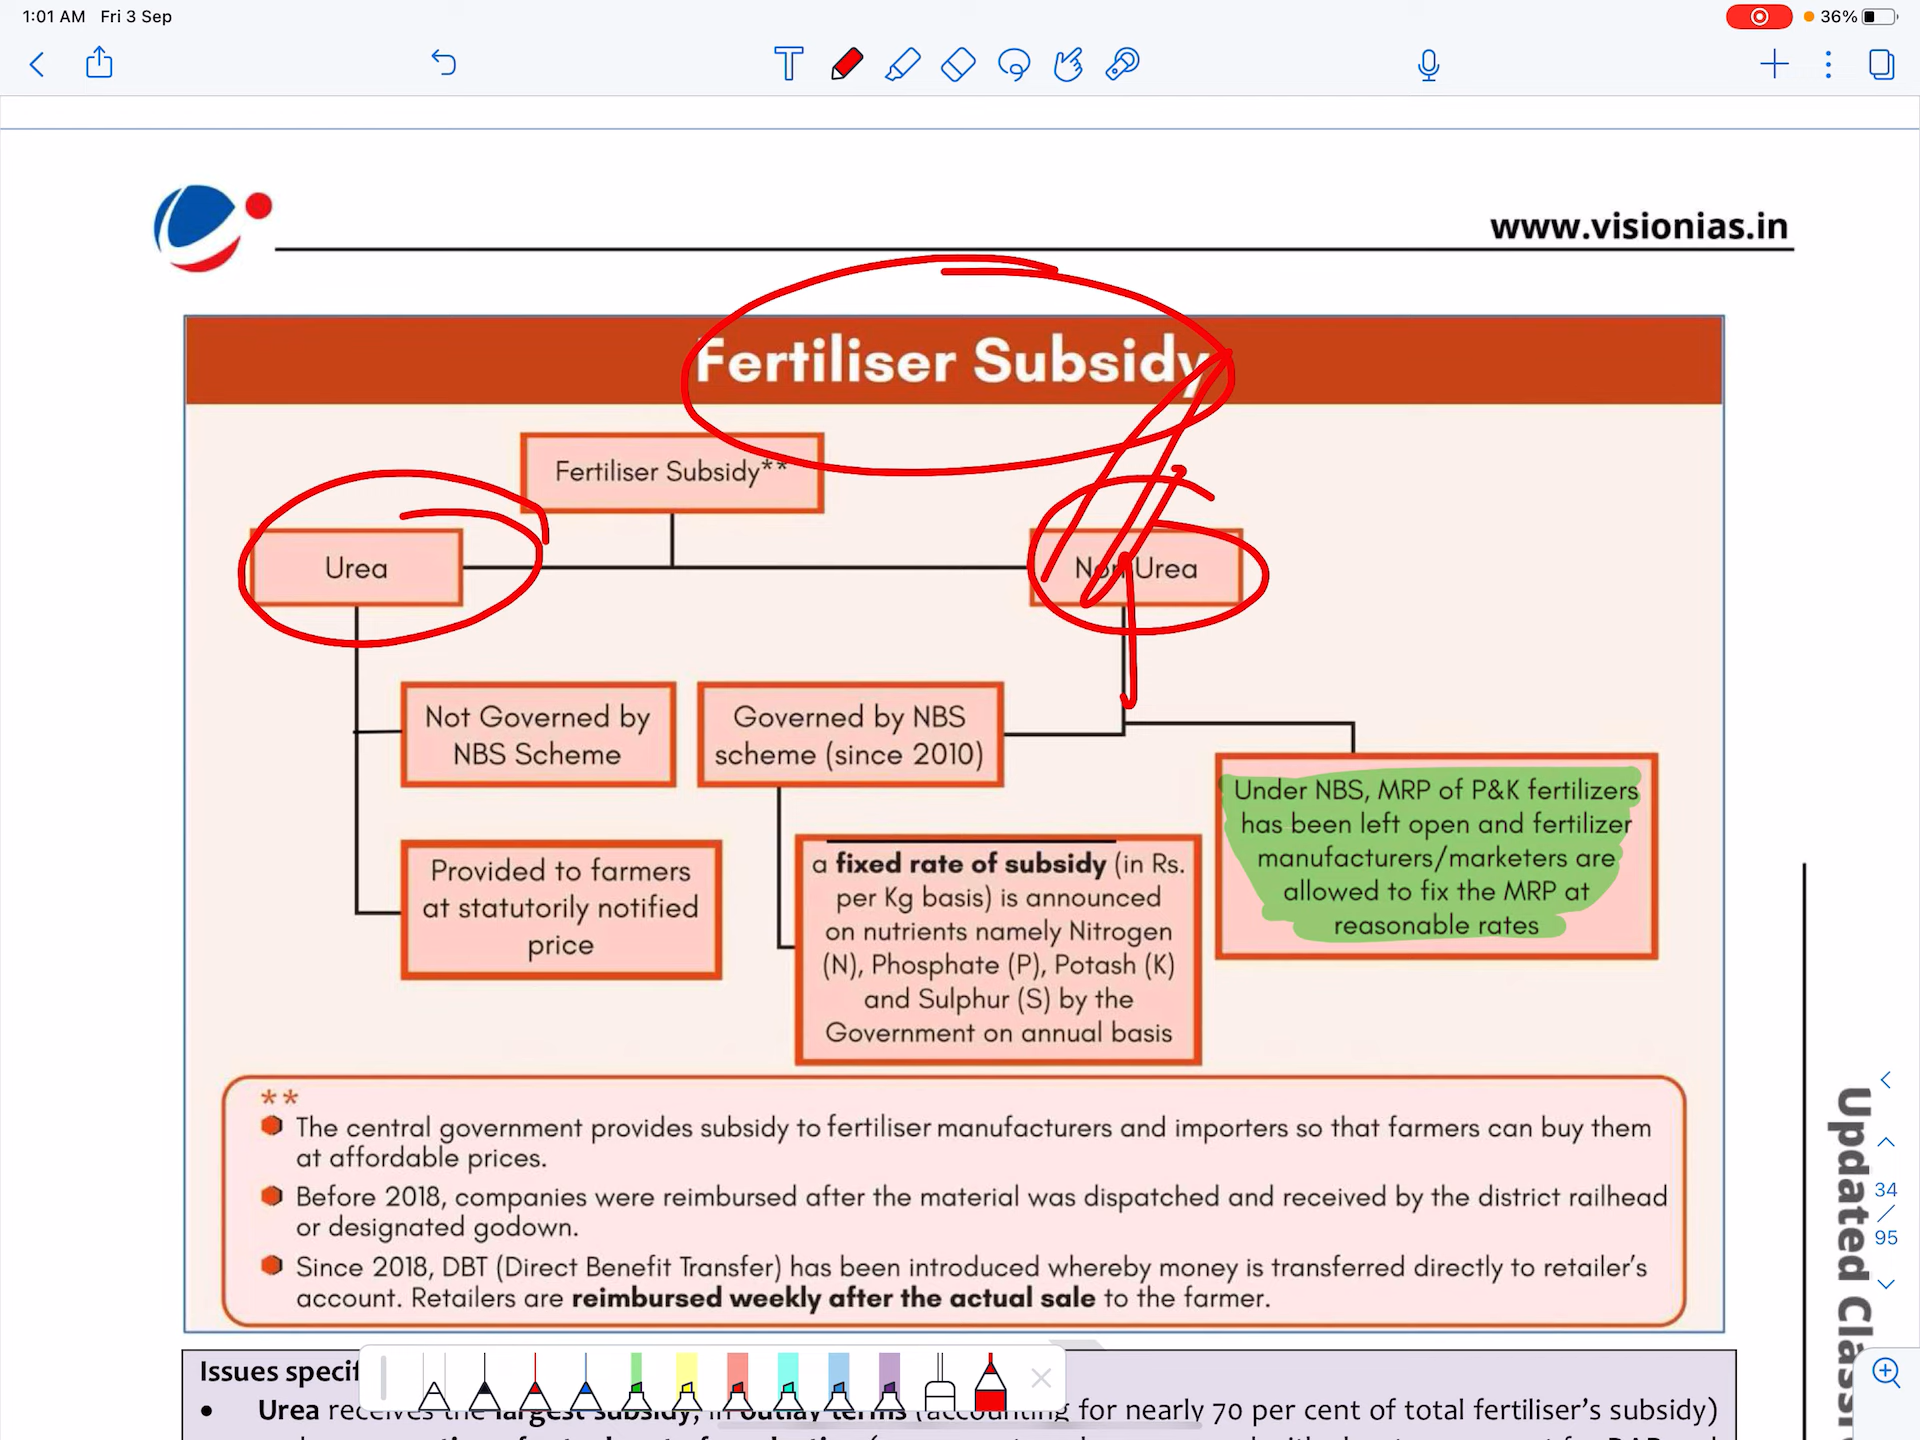 1:01 AM Fri 3 Sep
36%
www.visionias.in
Fertiliser Subsidy
Fertiliser Subsidy**
Urea
Non Urea
Not Governed by
NBS Scheme
Governed by NBS
scheme (since 2010)
Provided to farmers
at statutorily notified
price
a fixed rate of subsidy (in Rs.
per Kg basis) is announced
on nutrients namely Nitrogen
(N), Phosphate (P), Potash (K)
and Sulphur (S) by the
Government on annual basis
Under NBS, MRP of P&K fertilizers
has been left open and fertilizer
manufacturers/marketers are
allowed to fix the MRP at
reasonable rates
**
The central government provides subsidy to fertiliser manufacturers and importers so that farmers can buy them
at affordable prices.
Before 2018, companies were reimbursed after the material was dispatched and received by the district railhead
or designated godown.
Since 2018, DBT (Direct Benefit Transfer) has been introduced whereby money is transferred directly to retailer's
account. Retailers are reimbursed weekly after the actual sale to the farmer.
34
/
95
Updated
Issues
• Urea receives the largest subsidy, in outlay terms (accounting for nearly 70 per cent of total fertiliser's subsidy)